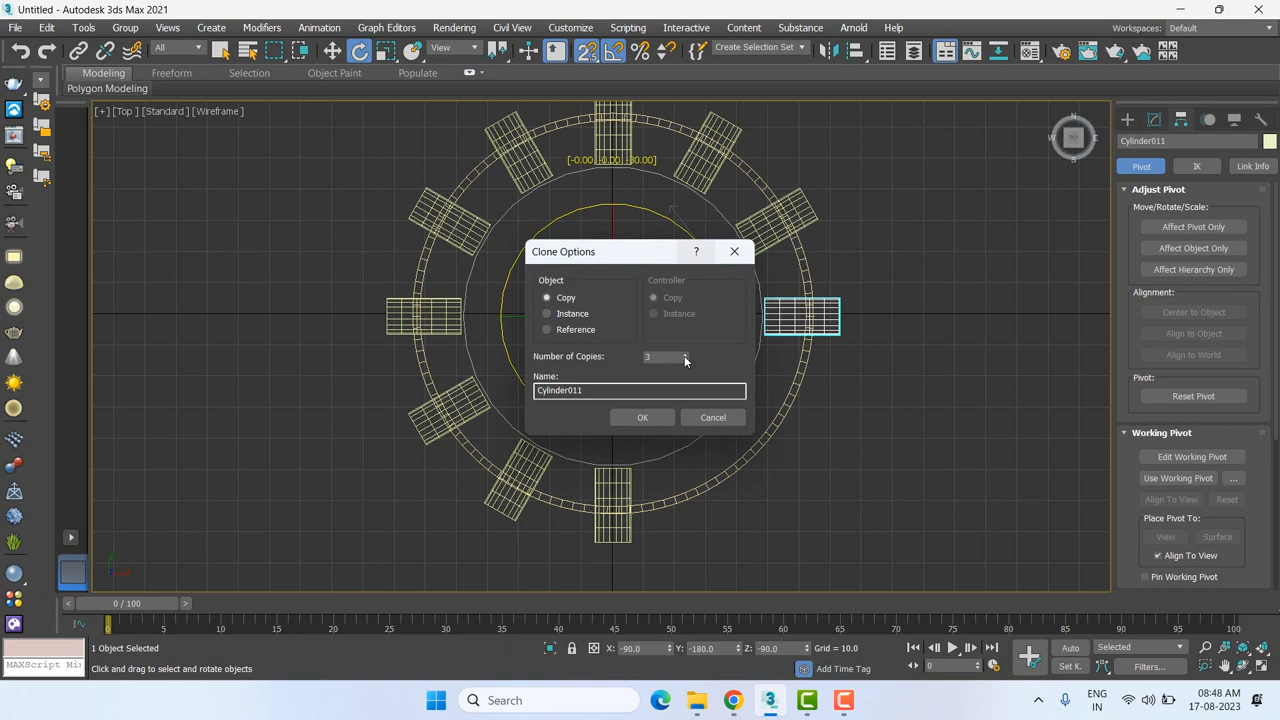 Untitled - Autodesk 3ds Max 2021
File Edit Tools Group Views Create Modifiers Animation Graph Editors Rendering Civil View Customize Scripting Interactive Content Substance Arnold Help Workspaces: Default
All View Create Selection Set
Modeling Freeform Selection Object Paint Populate
Polygon Modeling
[+] [Top ] [Standard ] [Wireframe ]
N
W E
S
Cylinder011
Pivot IK Link Info
[-0.00, -0.00, -30.00]
Adjust Pivot
Move/Rotate/Scale:
Affect Pivot Only
Affect Object Only
Affect Hierarchy Only
Alignment:
Center to Object
Align to Object
Align to World
Pivot:
Reset Pivot
Working Pivot
Edit Working Pivot
Use Working Pivot ...
Align To View Reset
Place Pivot To:
View Surface
Align To View
Pin Working Pivot
Clone Options ?
Object Controller
Copy Copy
Instance Instance
Reference
Number of Copies: 3
Name:
Cylinder011
OK Cancel
< 0 / 100 >
0 5 10 15 20 25 30 35 40 45 50 55 60 65 70 75 80 85 90 95 100
1 Object Selected X: -90.0 Y: -180.0 Z: -90.0 Grid = 10.0 Auto Selected
MAXScript Mi Click and drag to select and rotate objects Add Time Tag 0 Set K. Filters...
Search ENG IN 08:48 AM 17-08-2023